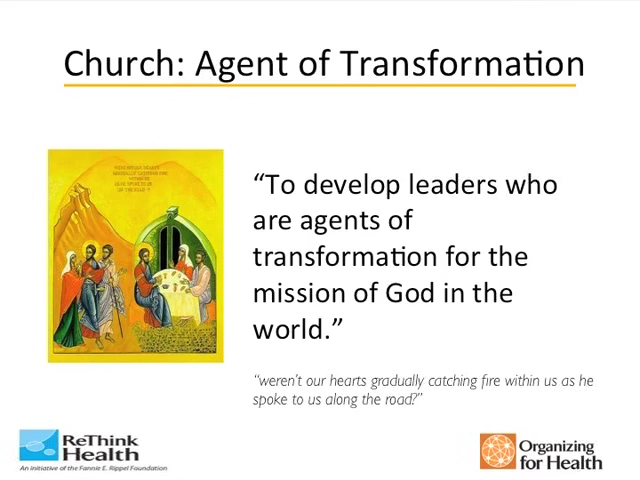 Church: Agent of Transformation
“To develop leaders who
are agents of
transformation for the
mission of God in the
world.”
“weren’t our hearts gradually catching fire within us as he
spoke to us along the road?”
ReThink
Health
An Initiative of the Fannie E. Rippel Foundation
Organizing
for Health